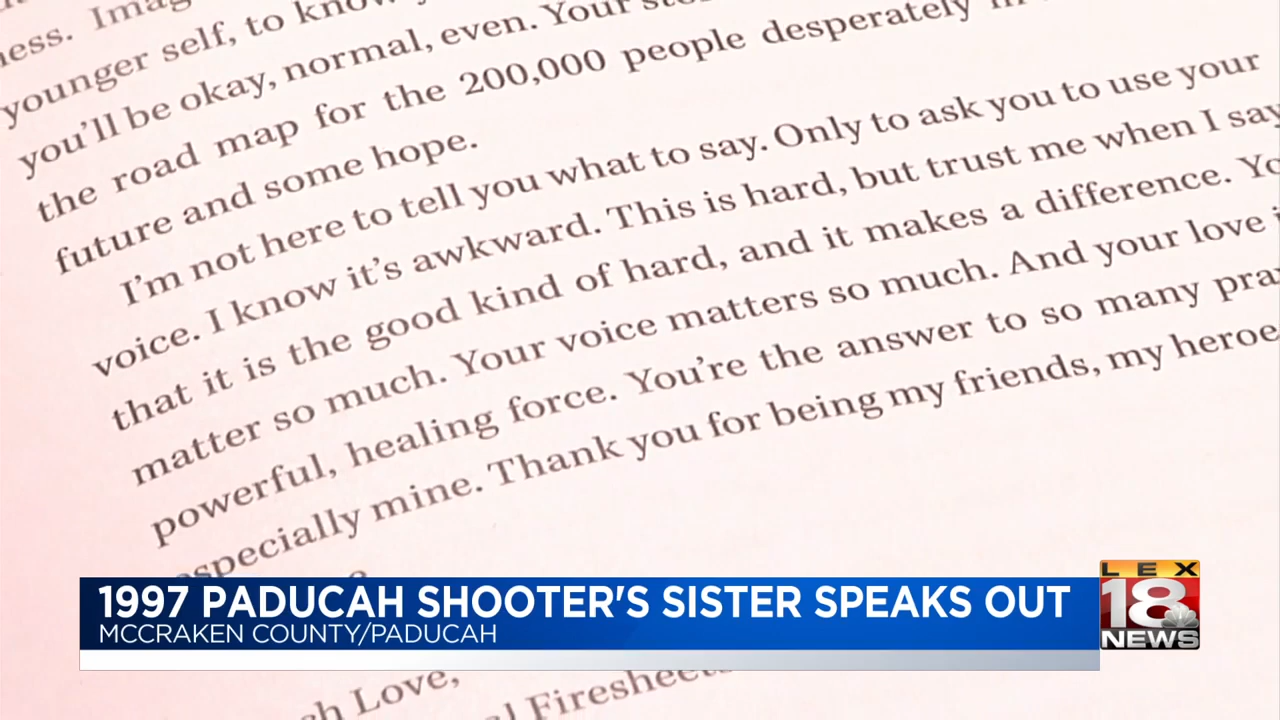 ness.
younger self, to know
you'll be okay, normal, even. Your
the road map for the 200,000 people desperately
future and some hope.
I'm not here to tell you what to say. Only to ask you to use your
voice. I know it's awkward. This is hard, but trust me when I say
that it is the good kind of hard, and it makes a difference.
matter so much. Your voice matters so much. And your love
powerful, healing force. You're the answer to so many
especially mine. Thank you for being my friends, my
Love,
1997 PADUCAH SHOOTER'S SISTER SPEAKS OUT
MCCRAKEN COUNTY/PADUCAH
LEX
18
NEWS